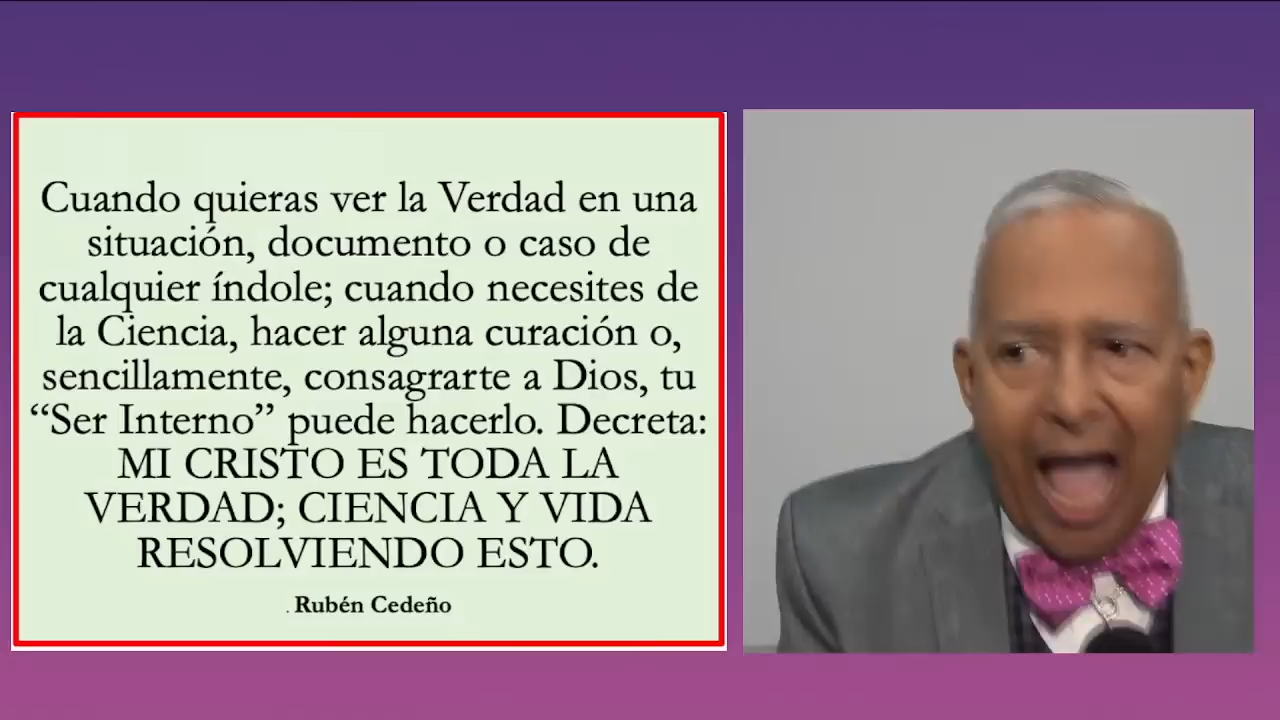 Cuando quieras ver la Verdad en una
situación, documento o caso de
cualquier índole; cuando necesites de
la Ciencia, hacer alguna curación o,
sencillamente, consagrarte a Dios, tu
“Ser Interno” puede hacerlo. Decreta:
MI CRISTO ES TODA LA
VERDAD; CIENCIA Y VIDA
RESOLVIENDO ESTO.
. Rubén Cedeño